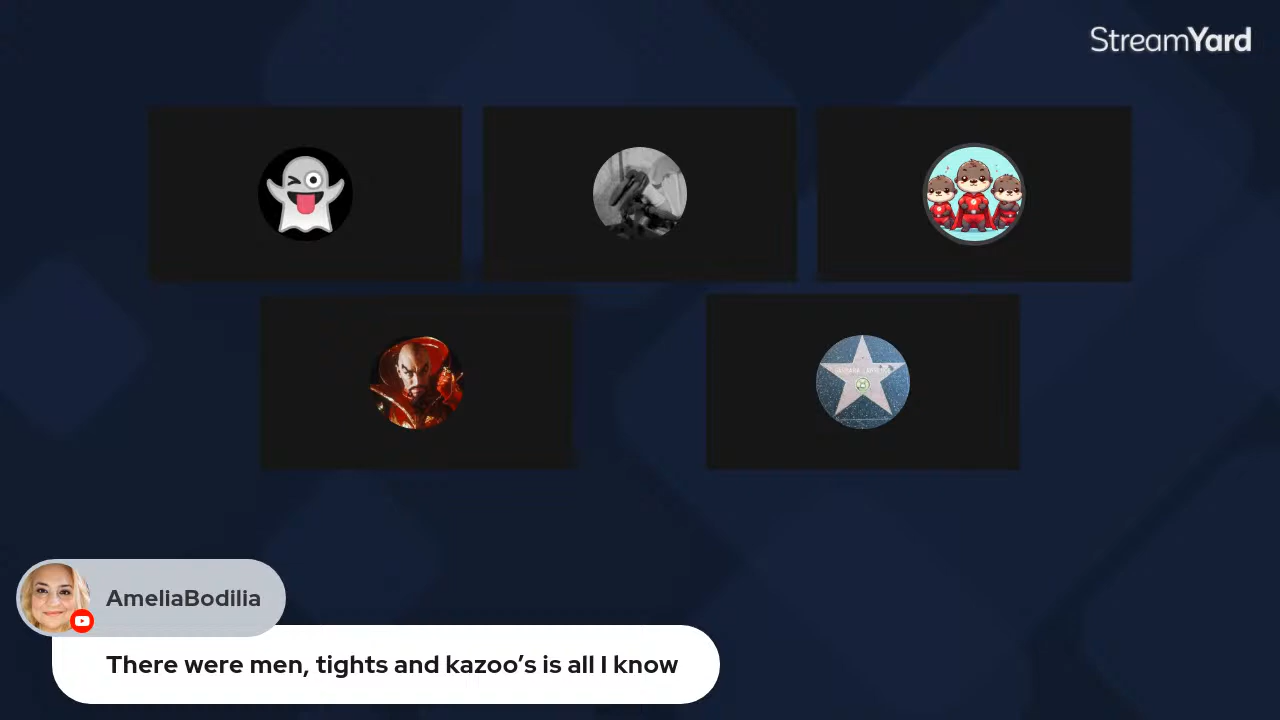 StreamYard
AmeliaBodilia
There were men, tights and kazoo’s is all I know